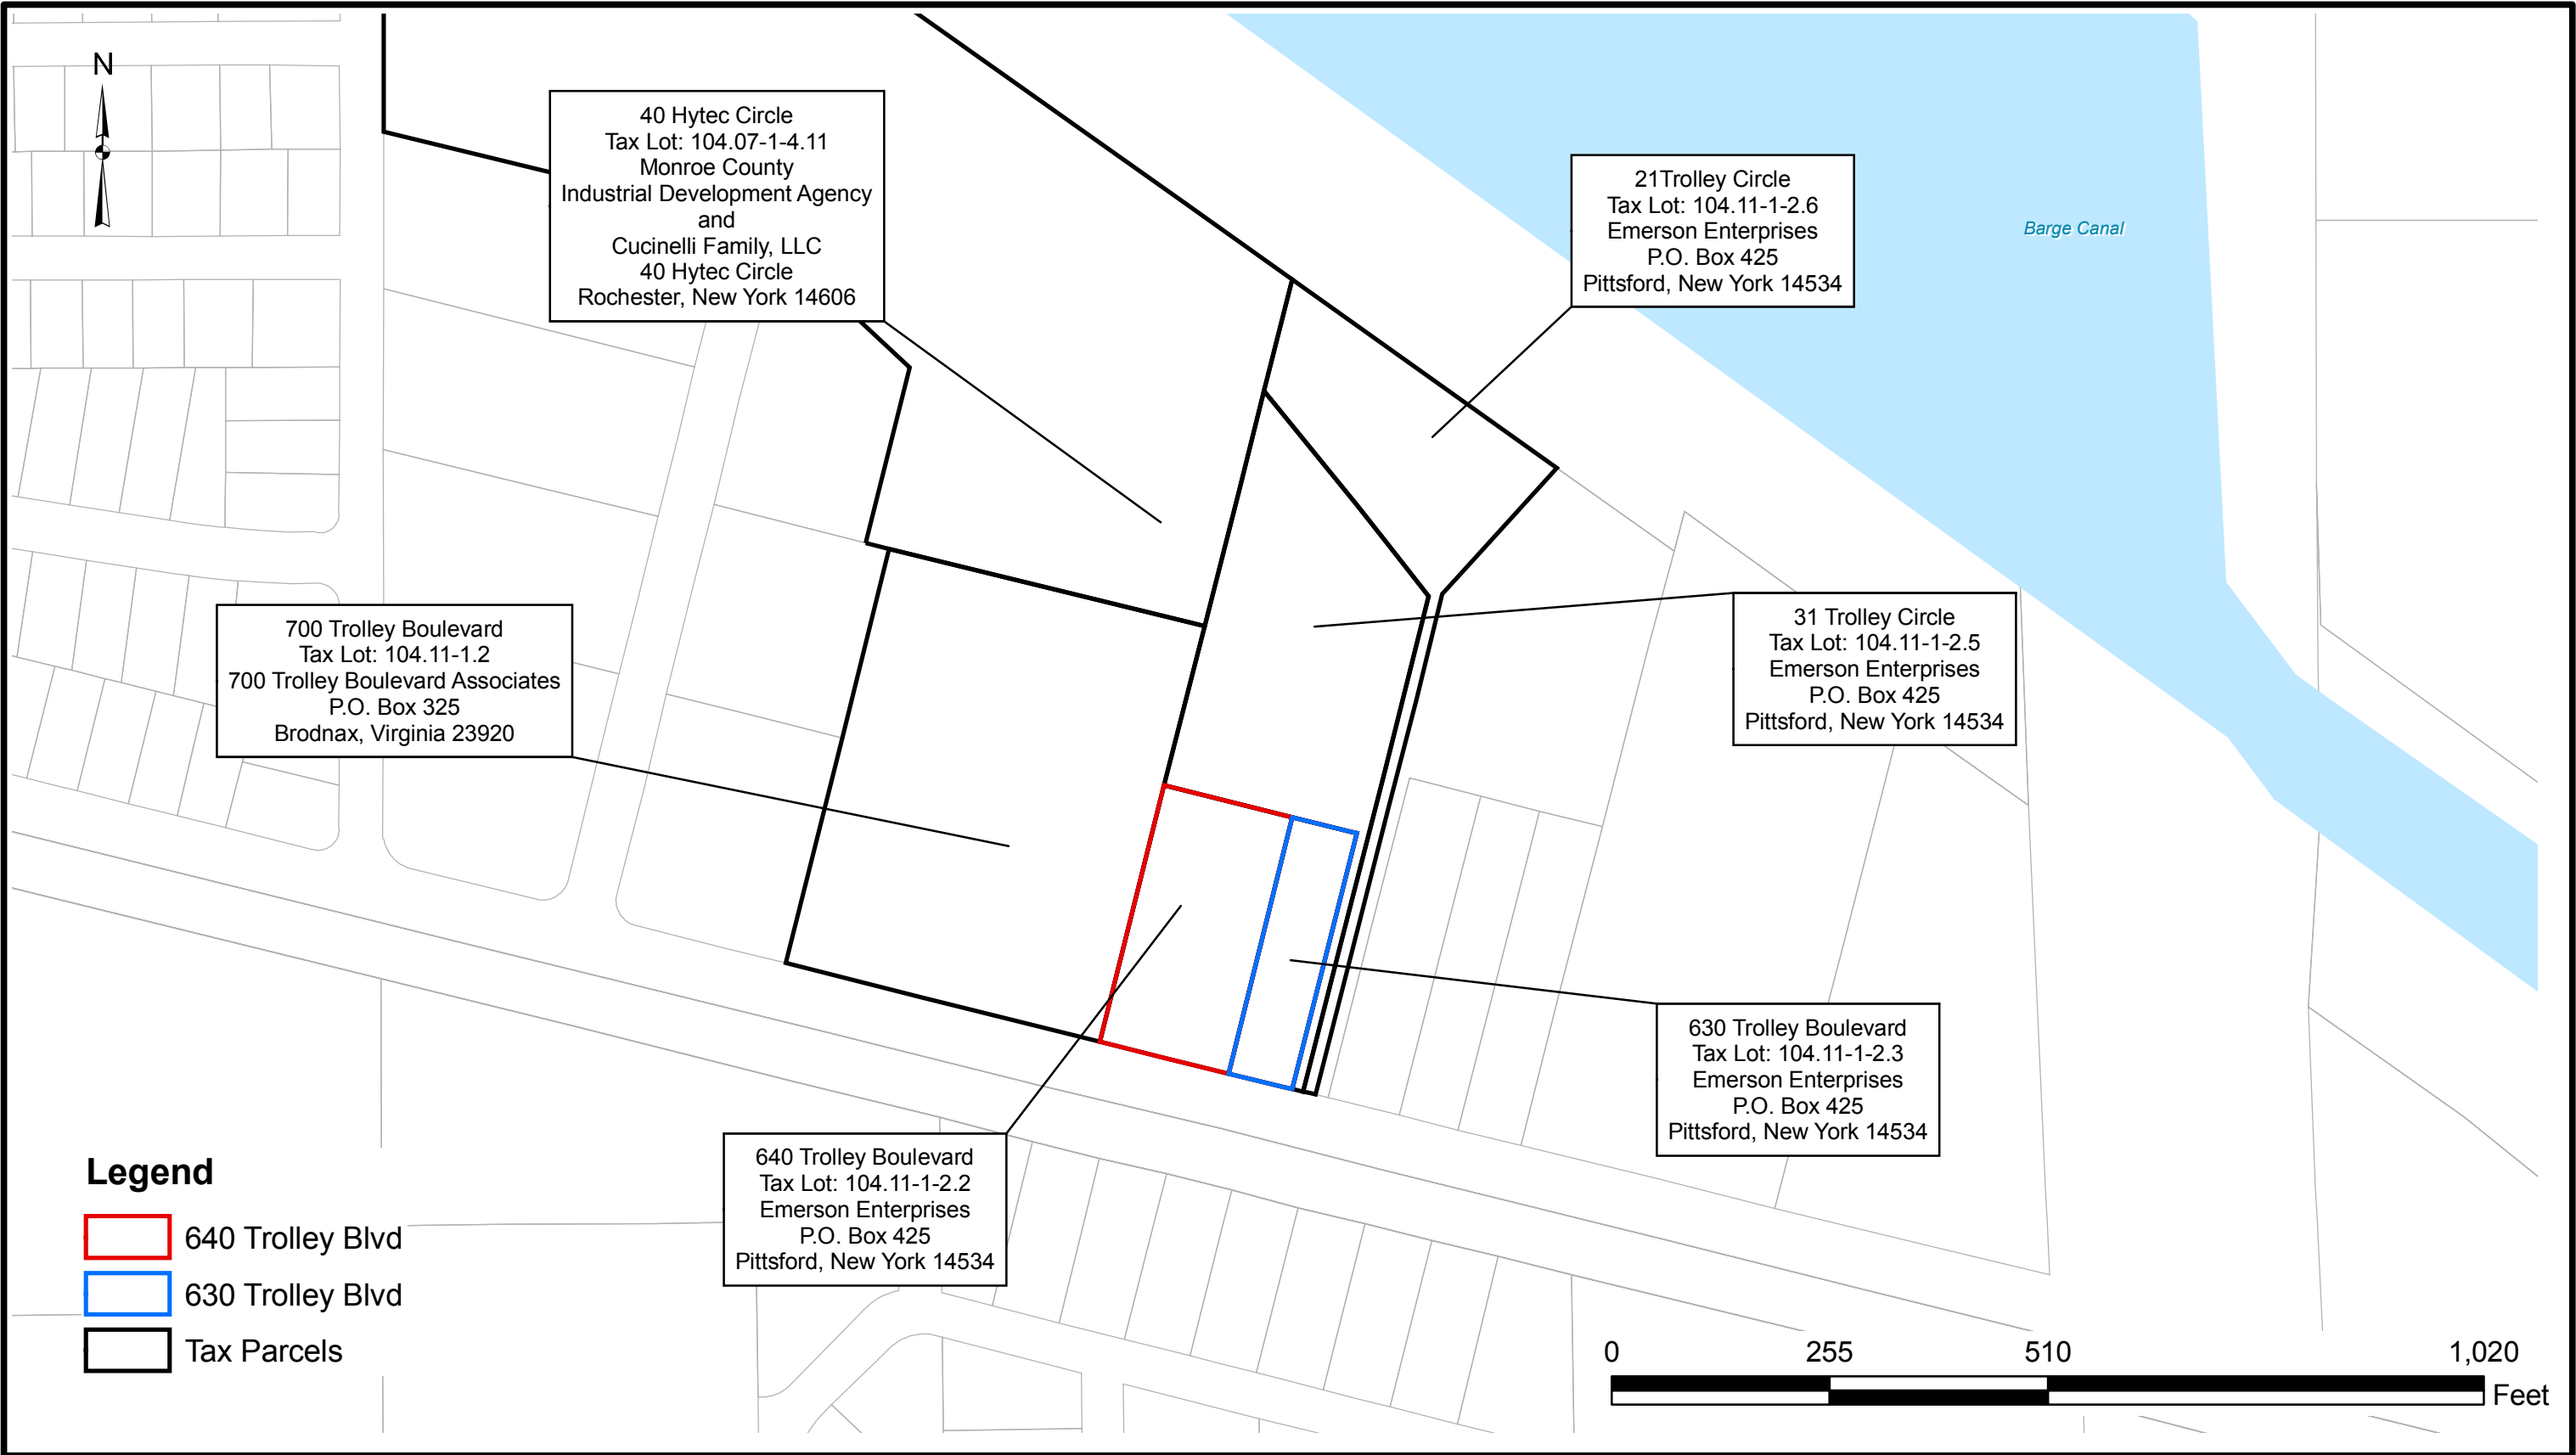 N
40 Hytec Circle
Tax Lot: 104.07-1-4.11
Monroe County
Industrial Development Agency
and
Cucinelli Family, LLC
40 Hytec Circle
Rochester, New York 14606
21Trolley Circle
Tax Lot: 104.11-1-2.6
Emerson Enterprises
P.O. Box 425
Pittsford, New York 14534
Barge Canal
700 Trolley Boulevard
Tax Lot: 104.11-1.2
700 Trolley Boulevard Associates
P.O. Box 325
Brodnax, Virginia 23920
31 Trolley Circle
Tax Lot: 104.11-1-2.5
Emerson Enterprises
P.O. Box 425
Pittsford, New York 14534
630 Trolley Boulevard
Tax Lot: 104.11-1-2.3
Emerson Enterprises
P.O. Box 425
Pittsford, New York 14534
640 Trolley Boulevard
Tax Lot: 104.11-1-2.2
Emerson Enterprises
P.O. Box 425
Pittsford, New York 14534
Legend
640 Trolley Blvd
630 Trolley Blvd
Tax Parcels
0 255 510 1,020
Feet